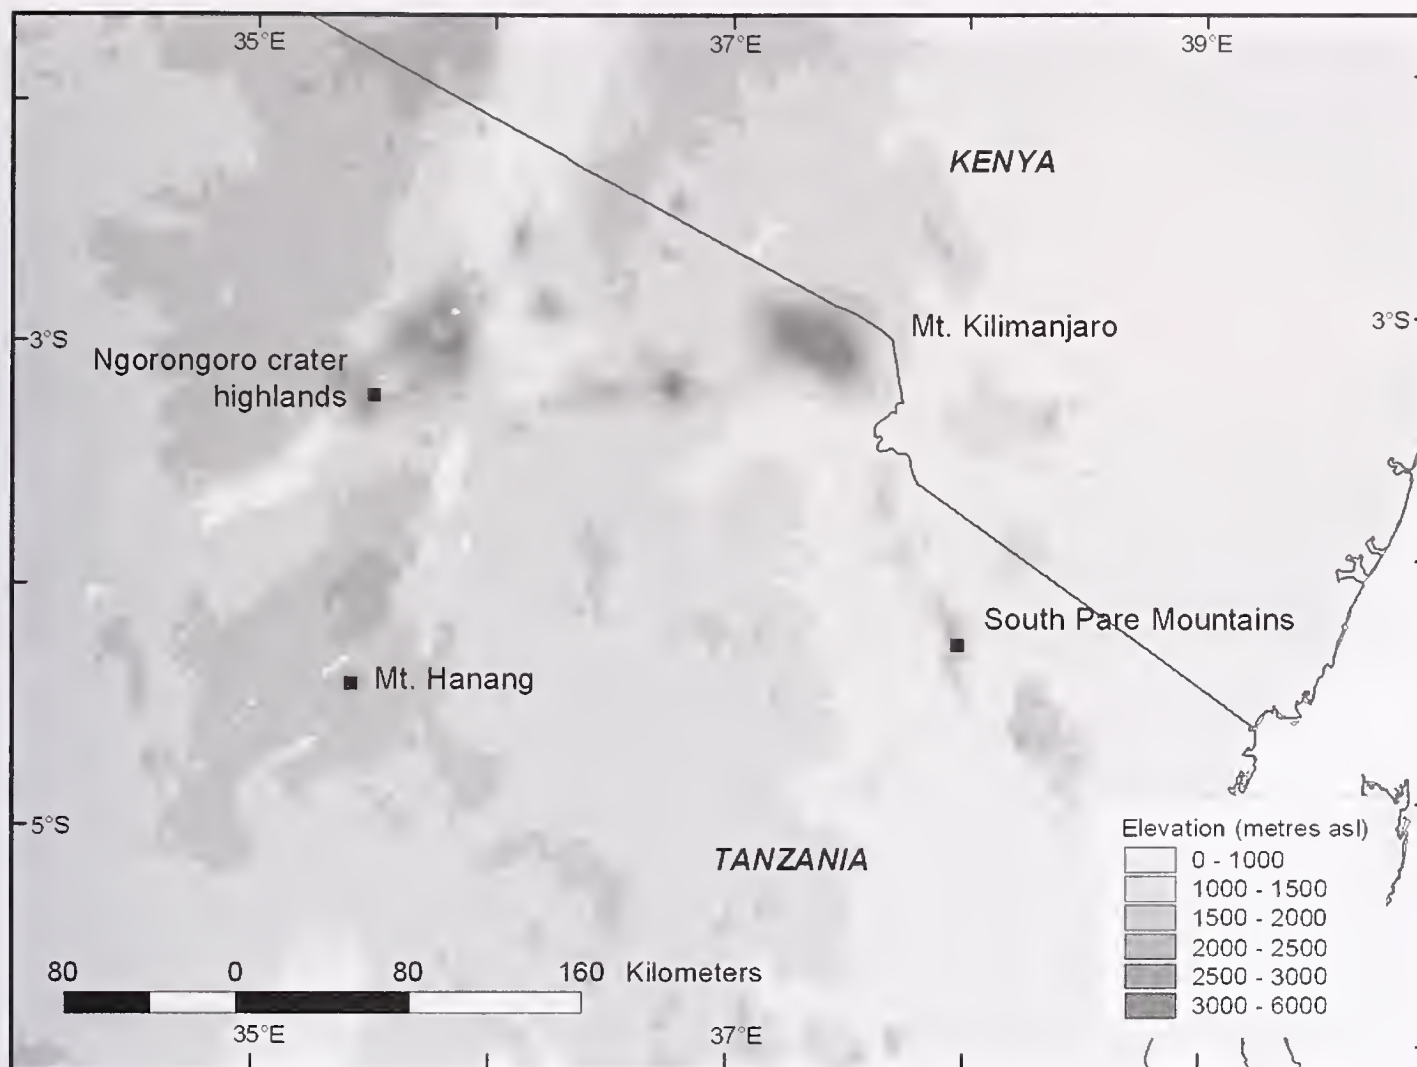 35°E 37°E 39°E
KENYA
Mt. Kilimanjaro
3°S
3°S
Ngorongoro crater
highlands
South Pare Mountains
Mt. Hanang
5°S
TANZANIA
Elevation (metres asl)
0 - 1000
1000 - 1500
1500 - 2000
2000 - 2500
2500 - 3000
3000 - 6000
80 0 80 160 Kilometers
35°E 37°E